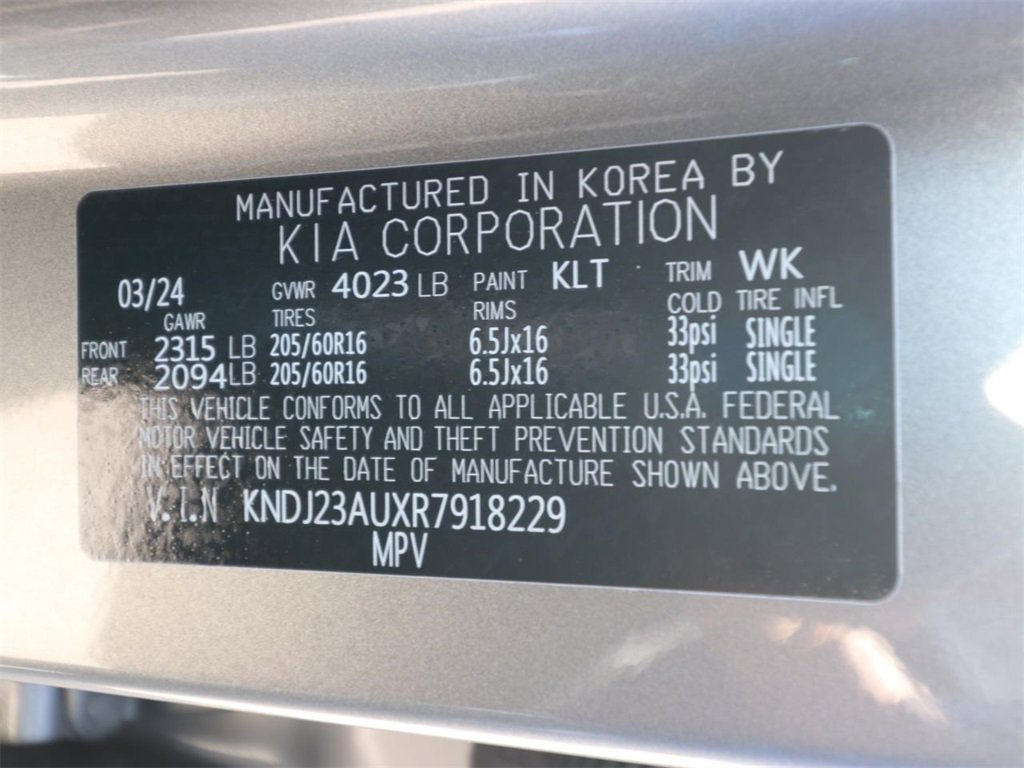 MANUFACTURED IN KOREA BY
KIA CORPORATION
03/24 GVWR 4023 LB PAINT KLT TRIM WK
GAWR TIRES RIMS COLD TIRE INFL
FRONT 2315 LB 205/60R16 6.5Jx16 33psi SINGLE
REAR 2094 LB 205/60R16 6.5Jx16 33psi SINGLE
THIS VEHICLE CONFORMS TO ALL APPLICABLE U.S.A. FEDERAL
MOTOR VEHICLE SAFETY AND THEFT PREVENTION STANDARDS
IN EFFECT ON THE DATE OF MANUFACTURE SHOWN ABOVE.
V.I.N KNDJ23AUXR7918229
MPV